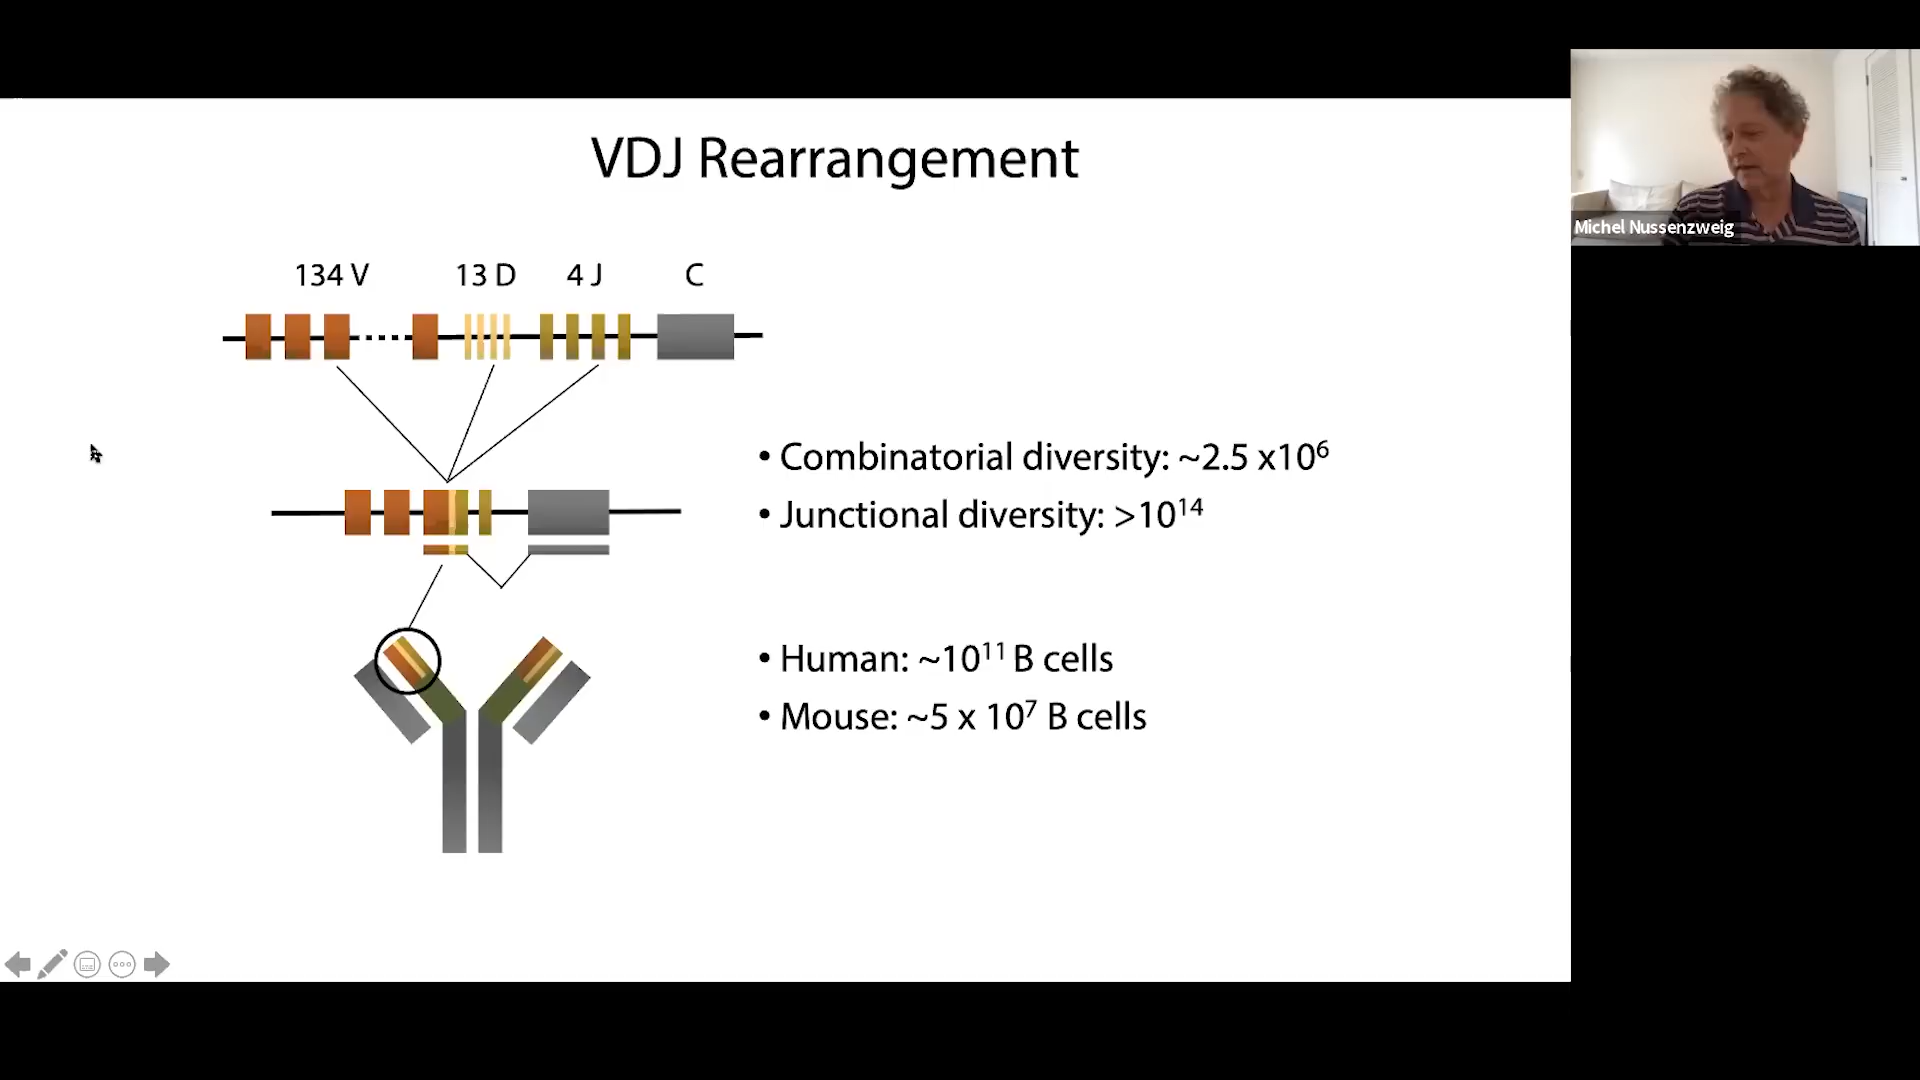 VDJ Rearrangement
134 V 13 D 4 J C
• Combinatorial diversity: ~2.5 x10⁶
• Junctional diversity: >10¹⁴
• Human: ~10¹¹ B cells
• Mouse: ~5 x 10⁷ B cells
Michel Nussenzweig